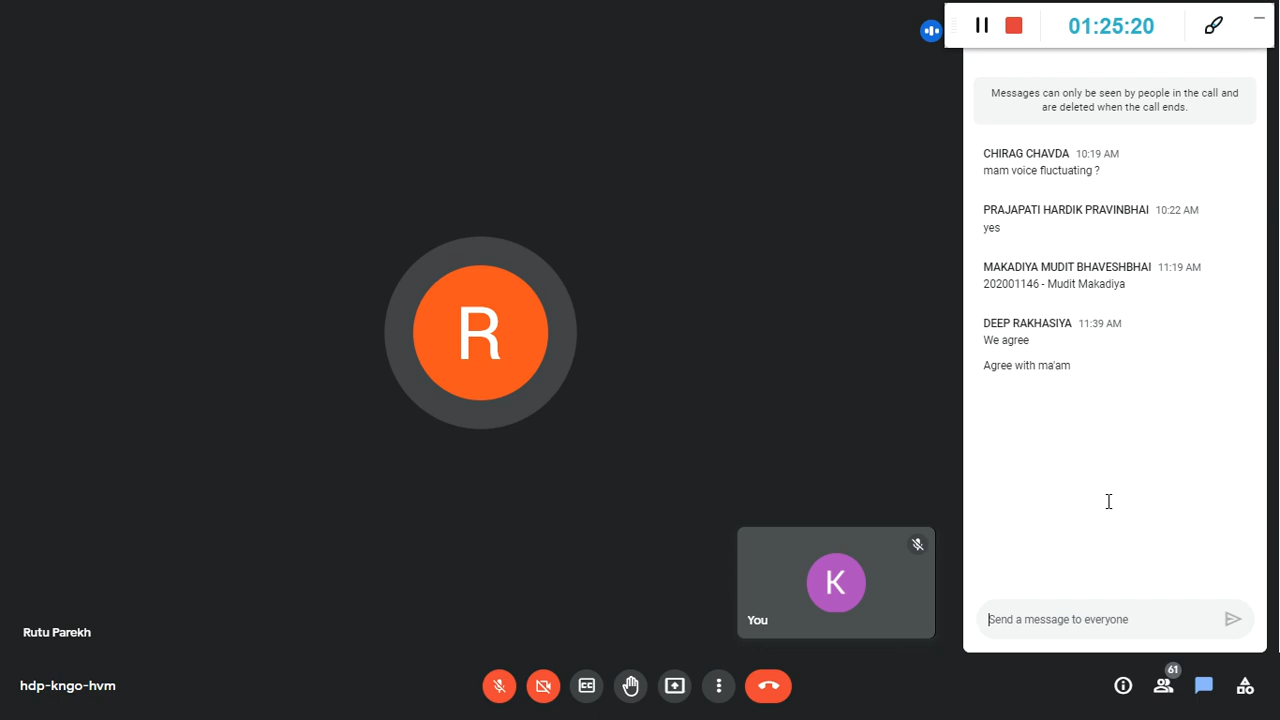 01:25:20
Messages can only be seen by people in the call and
are deleted when the call ends.
CHIRAG CHAVDA 10:19 AM
mam voice fluctuating ?
PRAJAPATI HARDIK PRAVINBHAI 10:22 AM
yes
MAKADIYA MUDIT BHAVESHBHAI 11:19 AM
202001146 - Mudit Makadiya
DEEP RAKHASIYA 11:39 AM
We agree
Agree with ma'am
R
K
You
Send a message to everyone
Rutu Parekh
hdp-kngo-hvm
CC
61